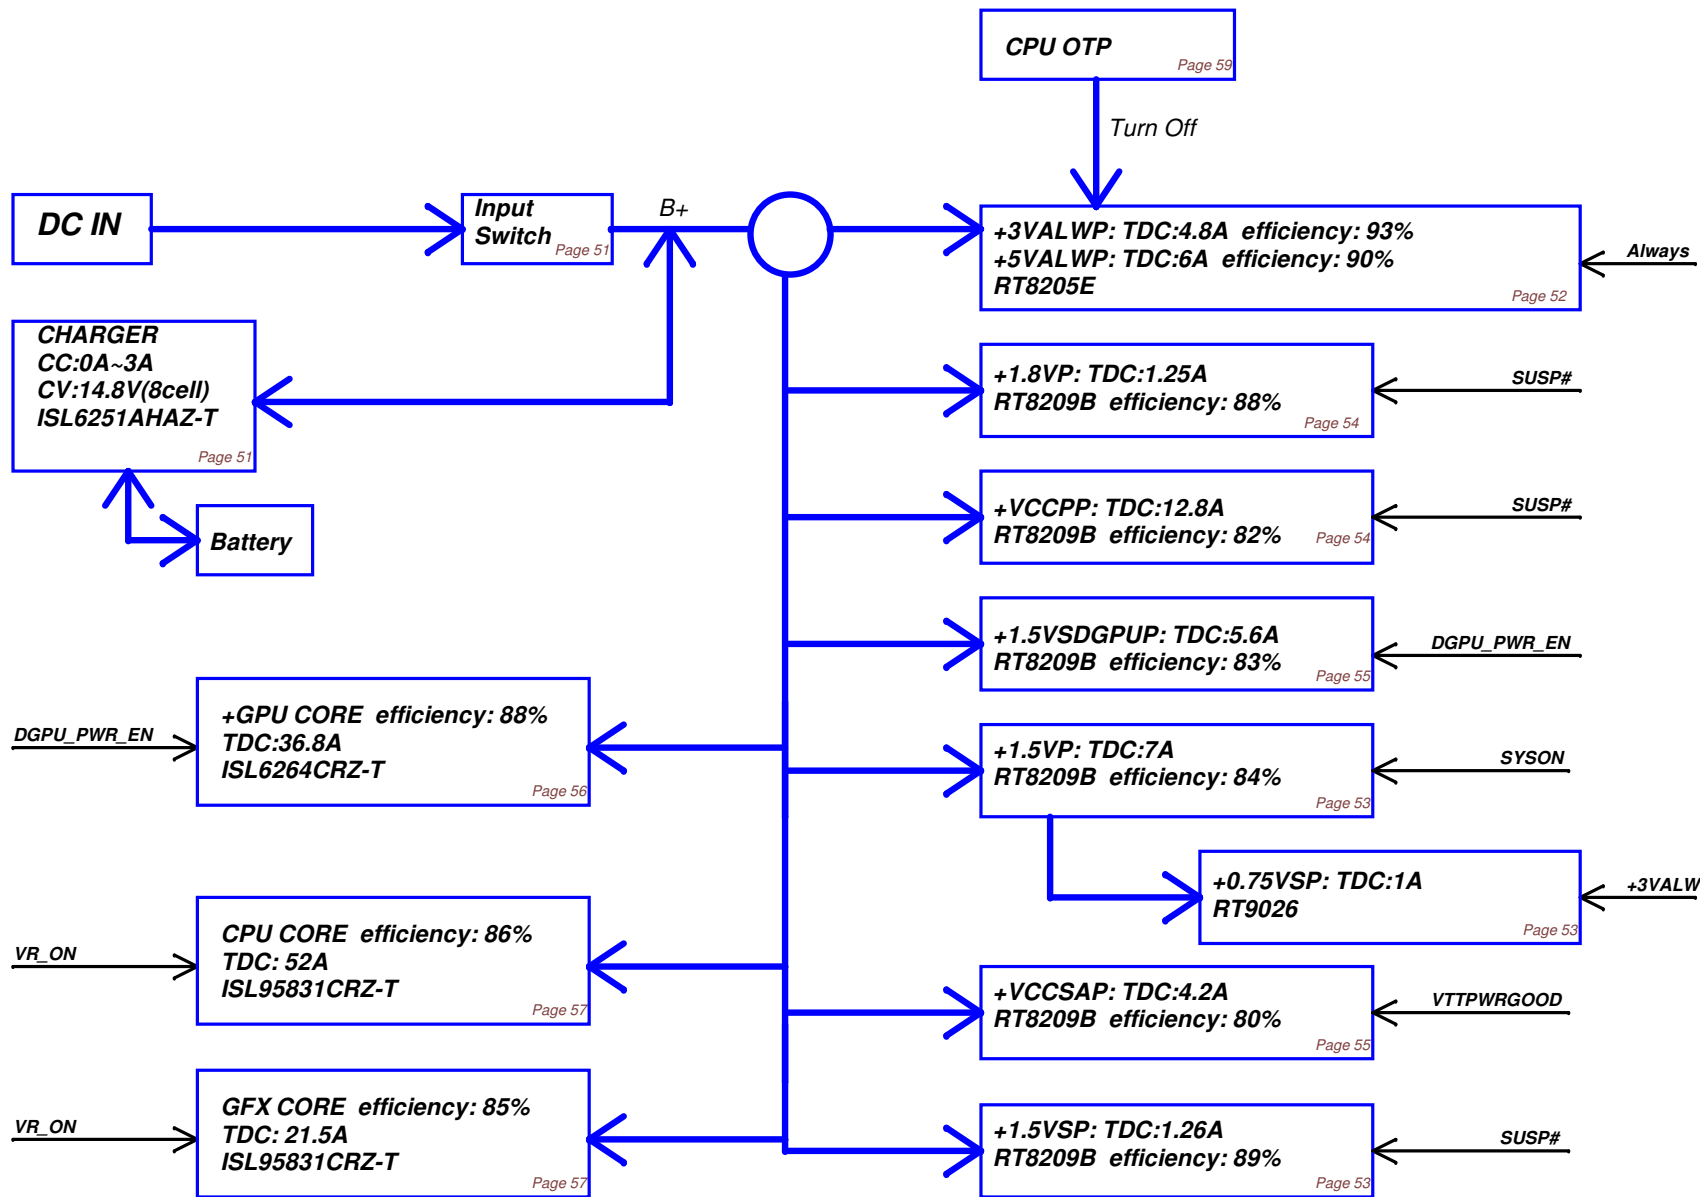 CPU OTP
Page 59
Turn Off
DC IN
Input
Switch
Page 51
B+
+3VALWP: TDC:4.8A efficiency: 93%
+5VALWP: TDC:6A efficiency: 90%
RT8205E
Page 52
Always
CHARGER
CC:0A~3A
CV:14.8V(8cell)
ISL6251AHAZ-T
Page 51
Battery
+1.8VP: TDC:1.25A
RT8209B efficiency: 88%
Page 54
SUSP#
+VCCPP: TDC:12.8A
RT8209B efficiency: 82%
Page 54
SUSP#
+1.5VSDGPUP: TDC:5.6A
RT8209B efficiency: 83%
Page 55
DGPU_PWR_EN
DGPU_PWR_EN
+GPU CORE efficiency: 88%
TDC:36.8A
ISL6264CRZ-T
Page 56
+1.5VP: TDC:7A
RT8209B efficiency: 84%
Page 53
SYSON
+0.75VSP: TDC:1A
RT9026
Page 53
+3VALW
VR_ON
CPU CORE efficiency: 86%
TDC: 52A
ISL95831CRZ-T
Page 57
+VCCSAP: TDC:4.2A
RT8209B efficiency: 80%
Page 55
VTTPWRGOOD
VR_ON
GFX CORE efficiency: 85%
TDC: 21.5A
ISL95831CRZ-T
Page 57
+1.5VSP: TDC:1.26A
RT8209B efficiency: 89%
Page 53
SUSP#